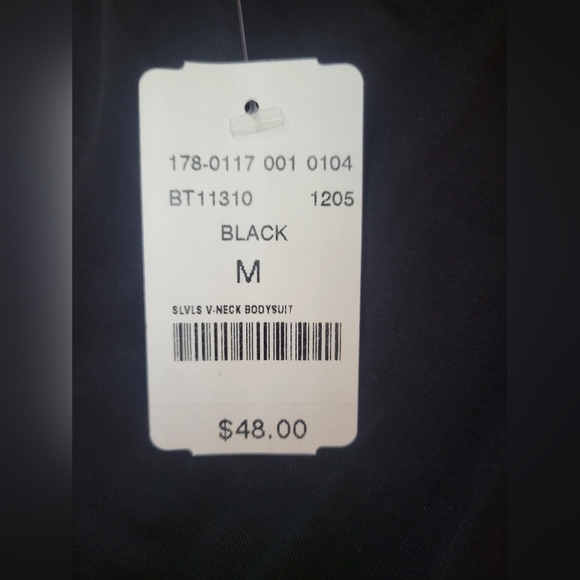 178-0117 001 0104
BT11310 1205
BLACK
M
SLVLS V-NECK BODYSUIT
$48.00